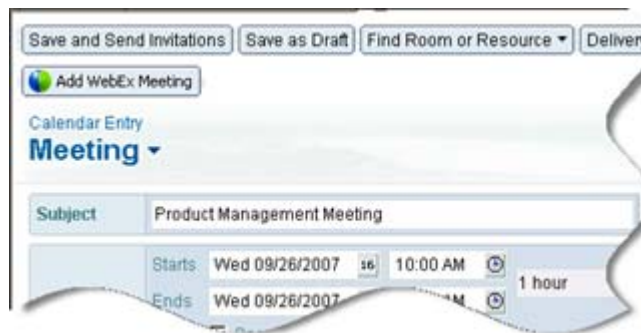 Save and Send Invitations Save as Draft Find Room or Resource Deliver
Add WebEx Meeting
Calendar Entry
Meeting
Subject Product Management Meeting
Starts Wed 09/26/2007 16 10:00 AM
1 hour
Ends Wed 09/26/2007